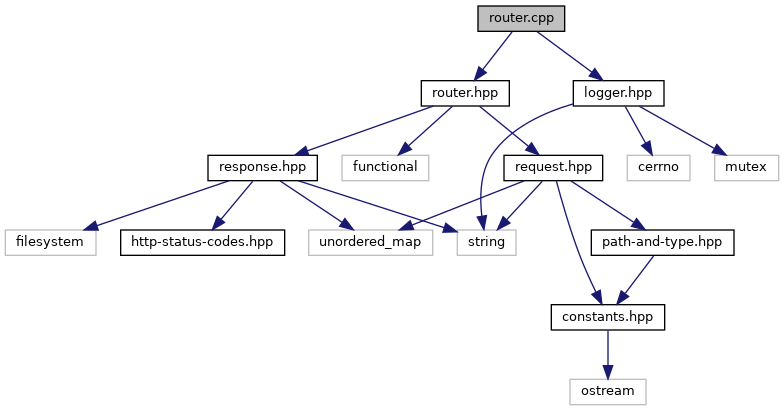 router.cpp
router.hpp
logger.hpp
response.hpp
functional
request.hpp
cerrno
mutex
filesystem
http-status-codes.hpp
unordered_map
string
path-and-type.hpp
constants.hpp
ostream